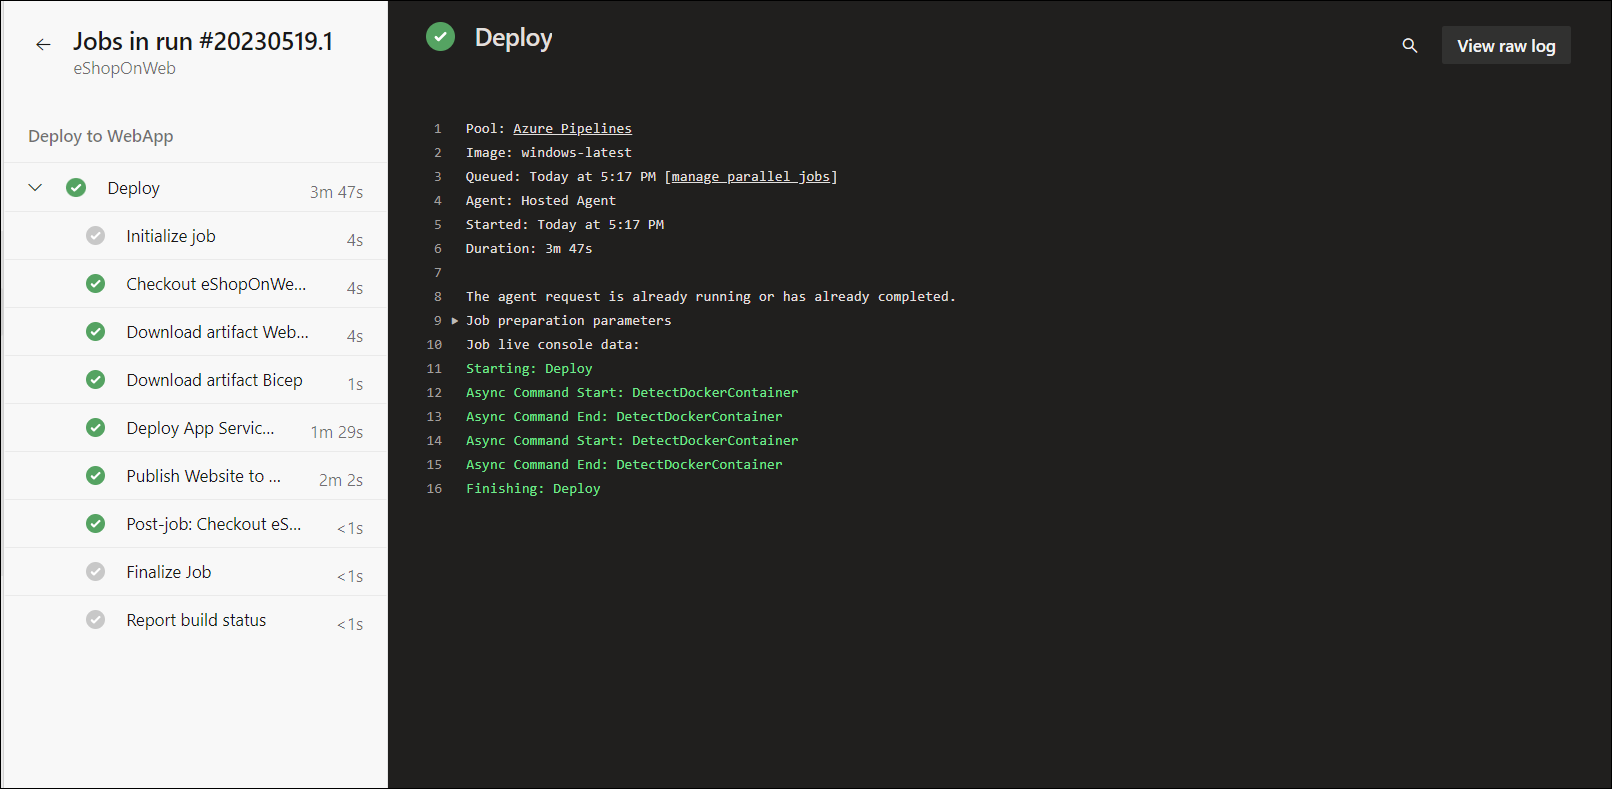 Jobs in run #20230519.1
eShopOnWeb
Deploy to WebApp
Deploy 3m 47s
Initialize job 4s
Checkout eShopOnWe... 4s
Download artifact Web... 4s
Download artifact Bicep 1s
Deploy App Servic... 1m 29s
Publish Website to ... 2m 2s
Post-job: Checkout eS... <1s
Finalize Job <1s
Report build status <1s
Deploy
View raw log
1 Pool: Azure Pipelines
2 Image: windows-latest
3 Queued: Today at 5:17 PM [manage parallel jobs]
4 Agent: Hosted Agent
5 Started: Today at 5:17 PM
6 Duration: 3m 47s
7
8 The agent request is already running or has already completed.
9 Job preparation parameters
10 Job live console data:
11 Starting: Deploy
12 Async Command Start: DetectDockerContainer
13 Async Command End: DetectDockerContainer
14 Async Command Start: DetectDockerContainer
15 Async Command End: DetectDockerContainer
16 Finishing: Deploy